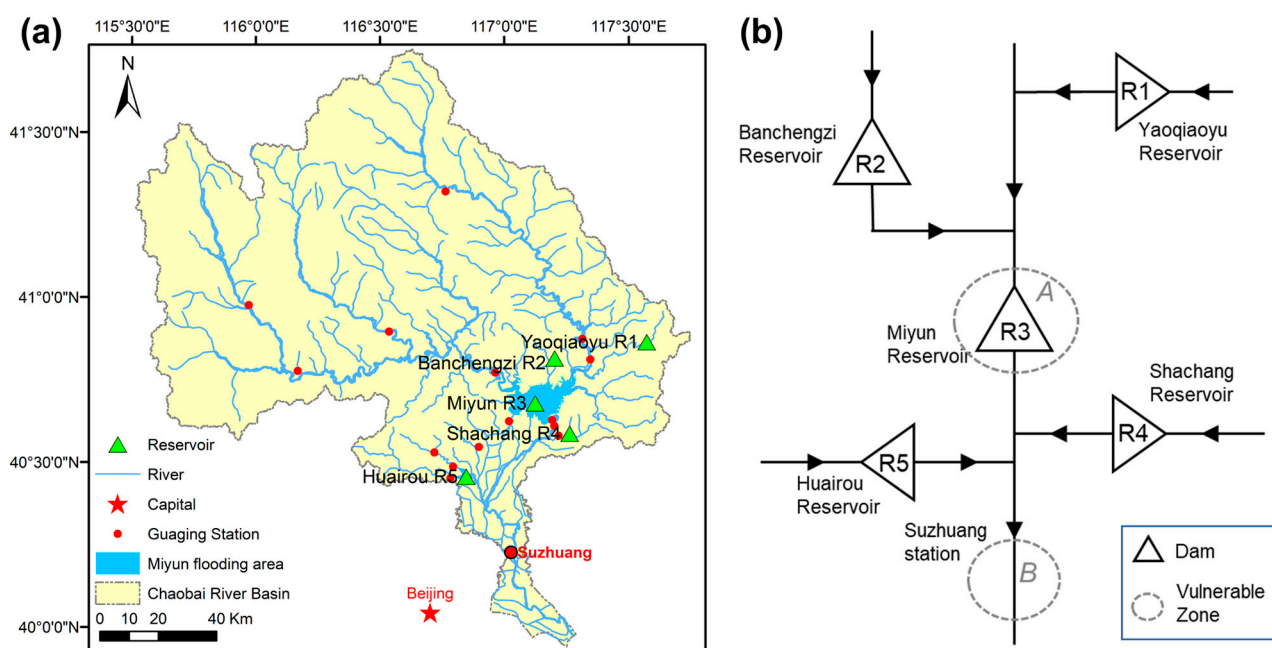 (a)
115°30'0"E
116°0'0"E
116°30'0"E
117°0'0"E
117°30'0"E
N
41°30'0"N
41°0'0"N
40°30'0"N
40°0'0"N
Yaoqiaoyu R1
Banchengzi R2
Miyun R3
Shachang R4
Huairou R5
Suzhuang
Beijing
Reservoir
River
Capital
Guaging Station
Miyun flooding area
Chaobai River Basin
0 10 20 40 Km
(b)
R1
Yaoqiaoyu
Reservoir
Banchengzi
Reservoir
R2
A
R3
Miyun
Reservoir
Shachang
Reservoir
R4
R5
Huairou
Reservoir
Suzhuang
station
B
Dam
Vulnerable
Zone